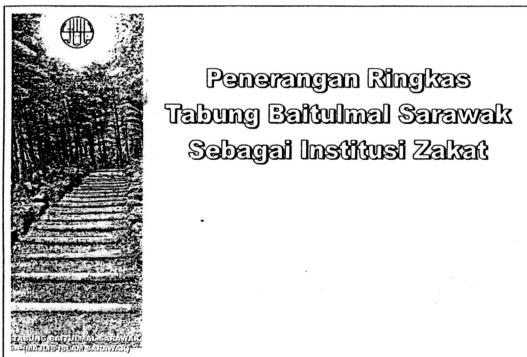 Penerangan Ringkas
Tabung Baitulmal Sarawak
Sebagai Institusi Zakat
TABUNG BAITULMAL SARAWAK
(MAJLIS ISLAM SARAWAK)